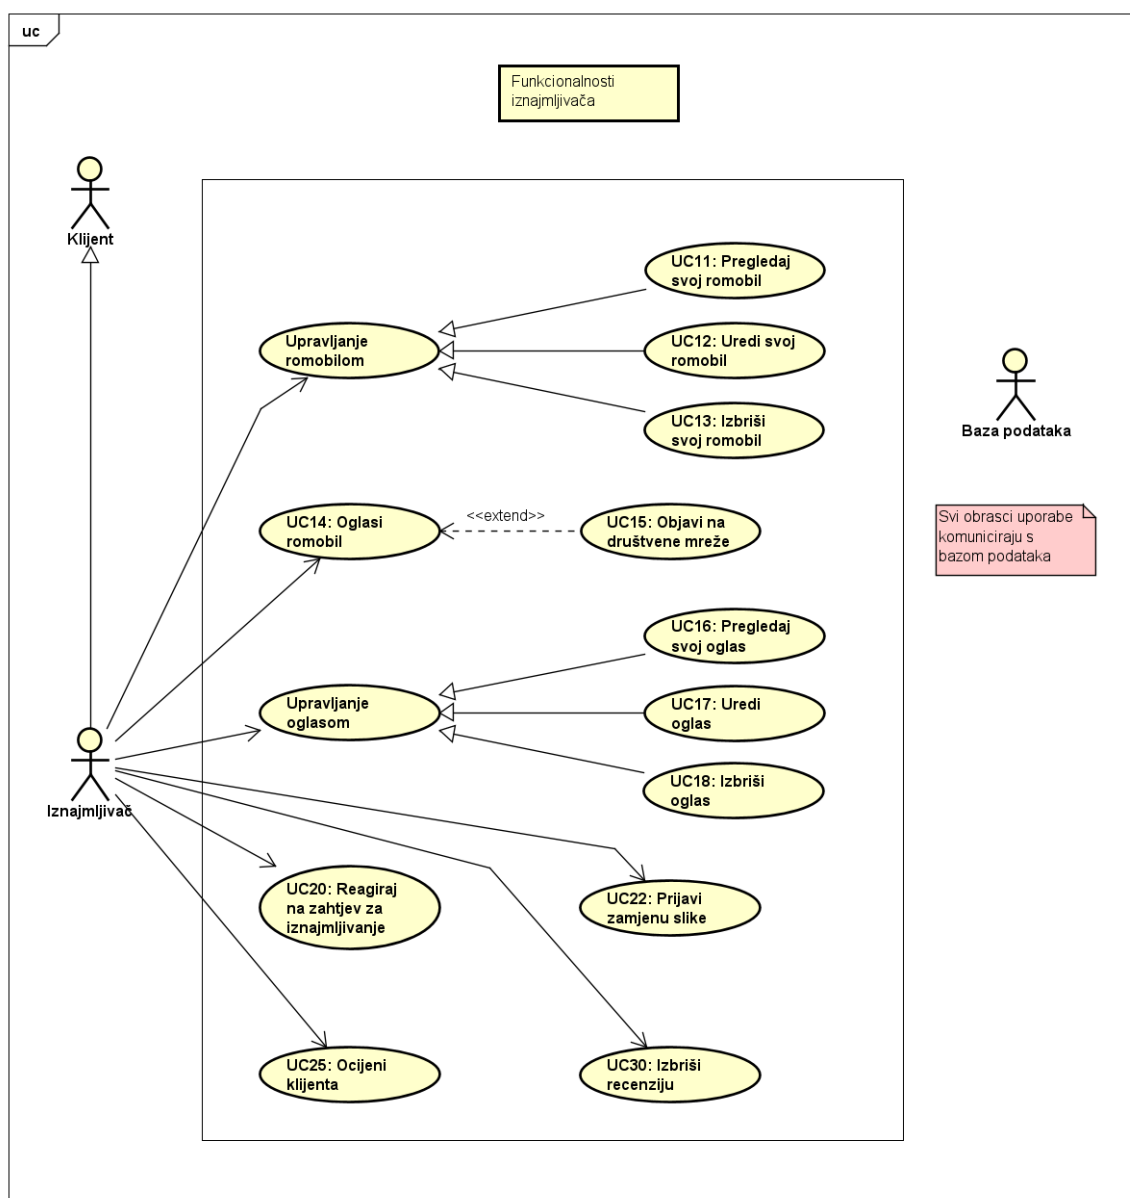 uc
Funkcionalnosti
iznajmljivača
Klijent
UC11: Pregledaj
svoj romobil
Upravljanje
romobilom
UC12: Uredi svoj
romobil
UC13: Izbriši
svoj romobil
Baza podataka
UC14: Oglasi
romobil
<<extend>>
UC15: Objavi na
društvene mreže
Svi obrasci uporabe
komuniciraju s
bazom podataka
UC16: Pregledaj
svoj oglas
Upravljanje
oglasom
UC17: Uredi
oglas
UC18: Izbriši
oglas
Iznajmljivač
UC20: Reagiraj
na zahtjev za
iznajmljivanje
UC22: Prijavi
zamjenu slike
UC25: Ocijeni
klijenta
UC30: Izbriši
recenziju